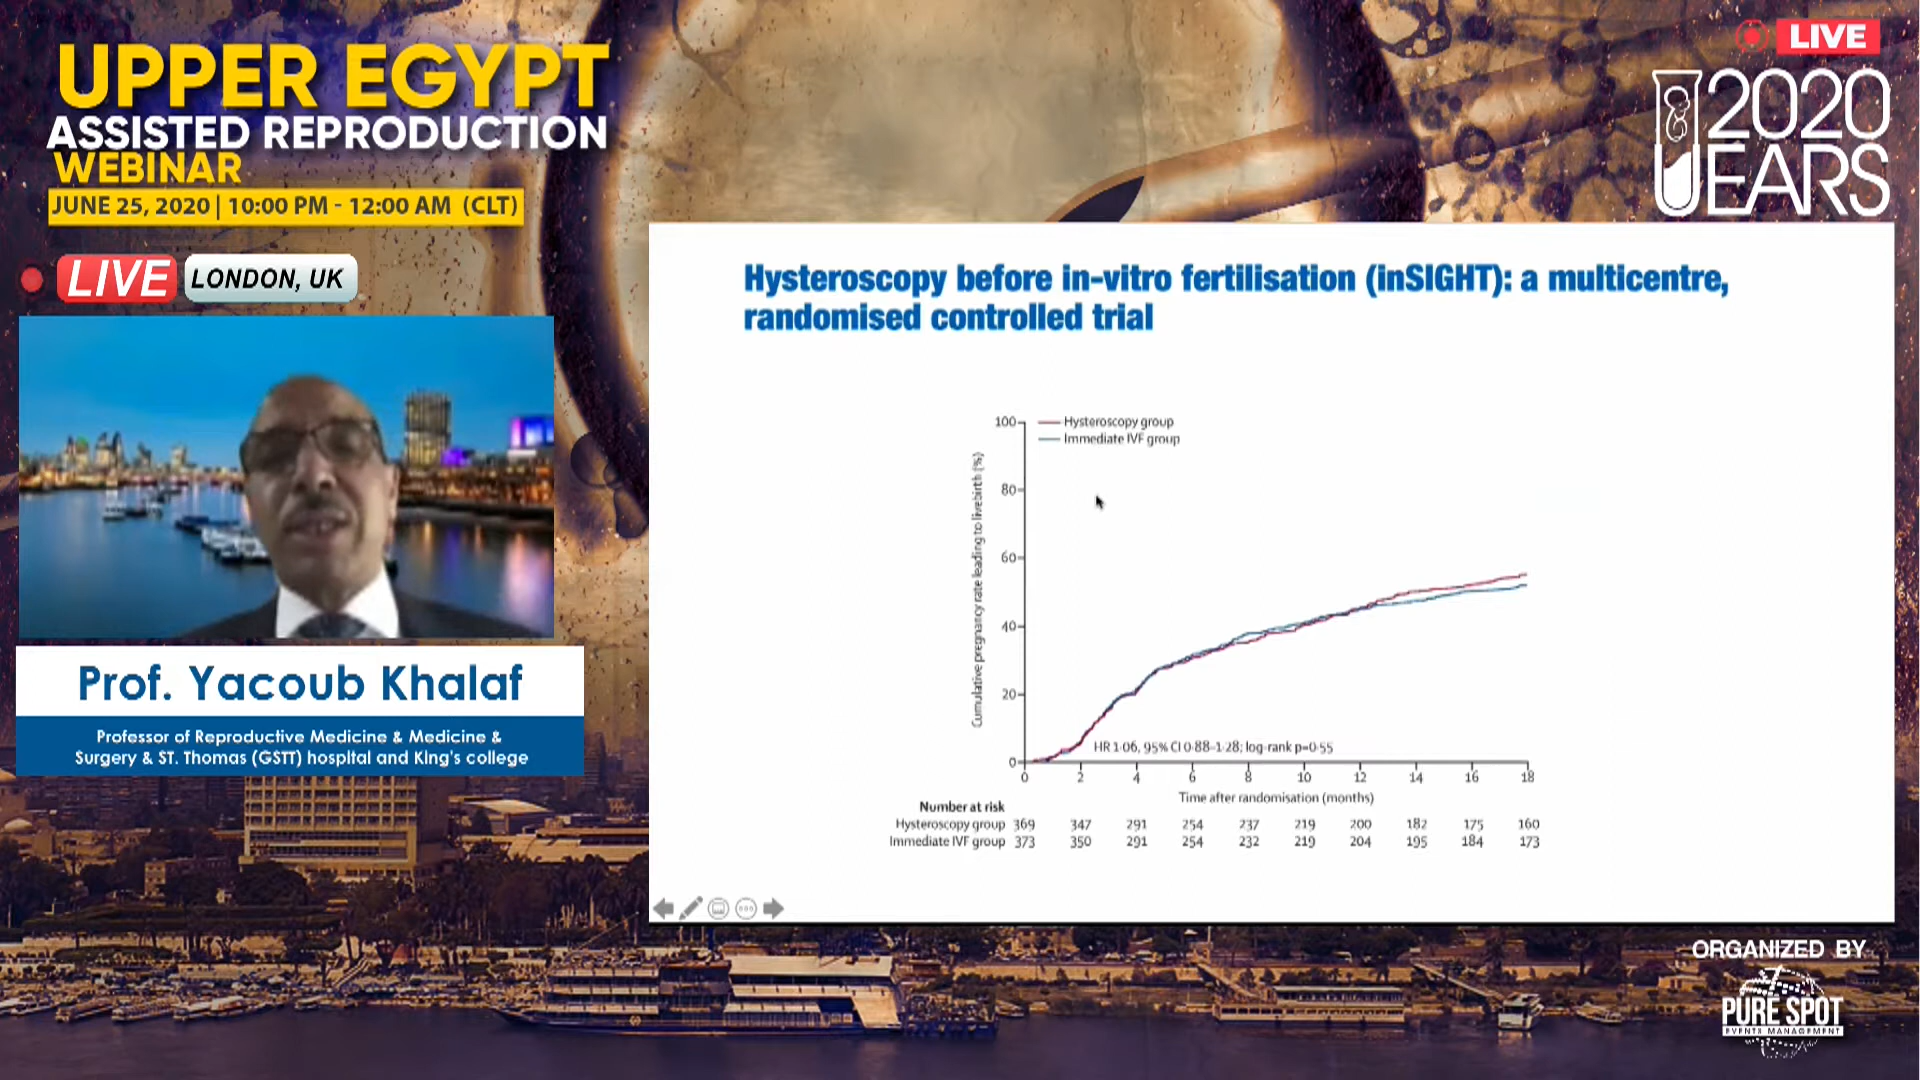 UPPER EGYPT
ASSISTED REPRODUCTION
WEBINAR
JUNE 25, 2020 | 10:00 PM - 12:00 AM (CLT)
LIVE
LONDON, UK
Prof. Yacoub Khalaf
Professor of Reproductive Medicine & Medicine &
Surgery & ST. Thomas (GSTT) hospital and King's college
LIVE
2020
UEARS
Hysteroscopy before in-vitro fertilisation (inSIGHT): a multicentre,
randomised controlled trial
Cumulative pregnancy rate leading to livebirth (%)
100
80
60
40
20
0
Hysteroscopy group
Immediate IVF group
HR 1·06, 95% CI 0·88–1·28; log-rank p=0·55
0 2 4 6 8 10 12 14 16 18
Time after randomisation (months)
Number at risk
Hysteroscopy group 369 347 291 254 237 219 200 182 175 160
Immediate IVF group 373 350 291 254 232 219 204 195 184 173
ORGANIZED BY
PURE SPOT
EVENTS MANAGEMENT